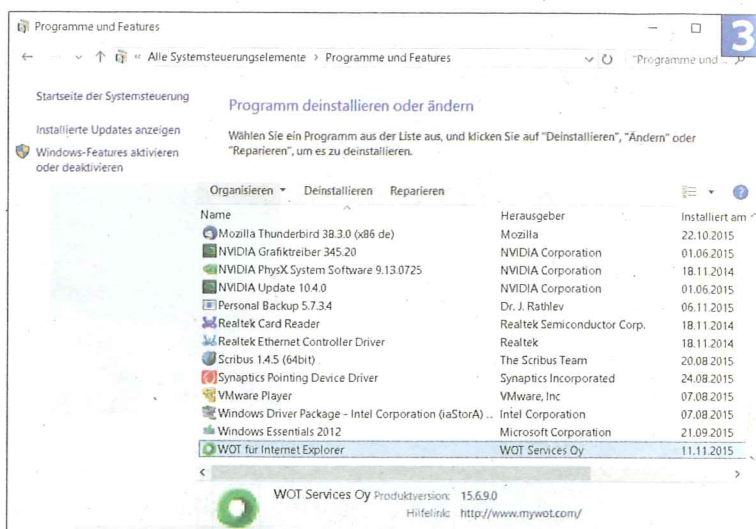 Programme und Features
3
« Alle Systemsteuerungselemente > Programme und Features
"Programme und ...
Startseite der Systemsteuerung
Installierte Updates anzeigen
Windows-Features aktivieren
oder deaktivieren
Programm deinstallieren oder ändern
Wählen Sie ein Programm aus der Liste aus, und klicken Sie auf "Deinstallieren", "Ändern" oder
"Reparieren", um es zu deinstallieren.
Organisieren Deinstallieren Reparieren
Name Herausgeber Installiert am
Mozilla Thunderbird 38.3.0 (x86 de) Mozilla 22.10.2015
NVIDIA Grafiktreiber 345.20 NVIDIA Corporation 01.06.2015
NVIDIA PhysX System Software 9.13.0725 NVIDIA Corporation 18.11.2014
NVIDIA Update 10.4.0 NVIDIA Corporation 01.06.2015
Personal Backup 5.7.3.4 Dr. J. Rathlev 06.11.2015
Realtek Card Reader Realtek Semiconductor Corp. 18.11.2014
Realtek Ethernet Controller Driver Realtek 18.11.2014
Scribus 1.4.5 (64bit) The Scribus Team 20.08.2015
Synaptics Pointing Device Driver Synaptics Incorporated 24.08.2015
VMware Player VMware, Inc 07.08.2015
Windows Driver Package - Intel Corporation (iaStorA) ... Intel Corporation 07.08.2015
Windows Essentials 2012 Microsoft Corporation 21.09.2015
WOT für Internet Explorer WOT Services Oy 11.11.2015
WOT Services Oy Produktversion: 15.6.9.0
Hilfelink: http://www.mywot.com/